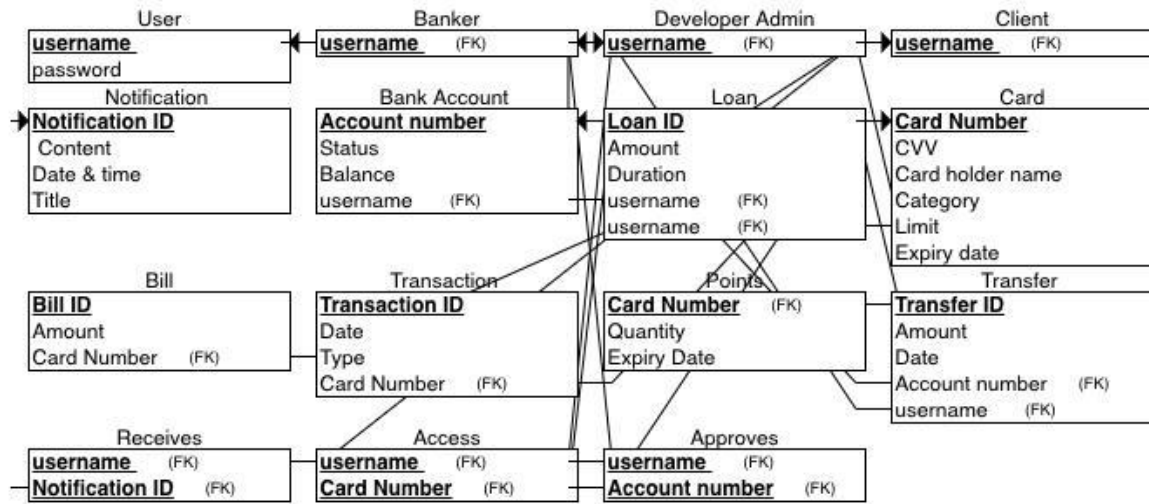 User
username
password
Banker
username (FK)
Developer Admin
username (FK)
Client
username (FK)
Notification
Notification ID
Content
Date & time
Title
Bank Account
Account number
Status
Balance
username (FK)
Loan
Loan ID
Amount
Duration
username (FK)
username (FK)
Card
Card Number
CVV
Card holder name
Category
Limit
Expiry date
Bill
Bill ID
Amount
Card Number (FK)
Transaction
Transaction ID
Date
Type
Card Number (FK)
Points
Card Number (FK)
Quantity
Expiry Date
Transfer
Transfer ID
Amount
Date
Account number (FK)
username (FK)
Receives
username (FK)
Notification ID (FK)
Access
username (FK)
Card Number (FK)
Approves
username (FK)
Account number (FK)